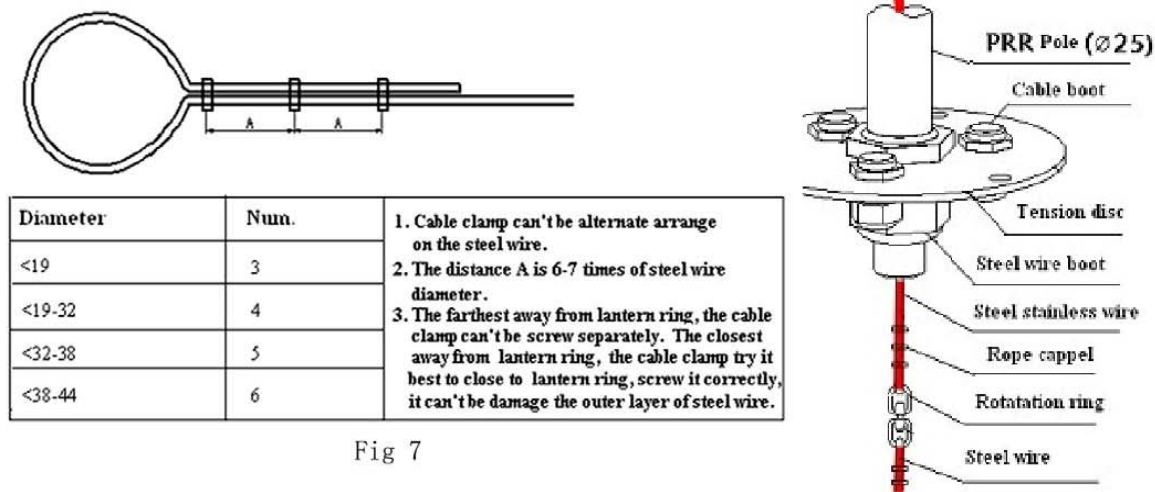 A
A
Diameter
Num.
<19
3
<19-32
4
<32-38
5
<38-44
6
1. Cable clamp can't be alternate arrange
on the steel wire.
2. The distance A is 6-7 times of steel wire
diameter.
3. The farthest away from lantern ring, the cable
clamp can't be screw separately. The closest
away from lantern ring, the cable clamp try it
best to close to lantern ring, screw it correctly,
it can't be damage the outer layer of steel wire.
Fig 7
PRR Pole (⌀25)
Cable boot
Tension disc
Steel wire boot
Steel stainless wire
Rope cappel
Rotatation ring
Steel wire